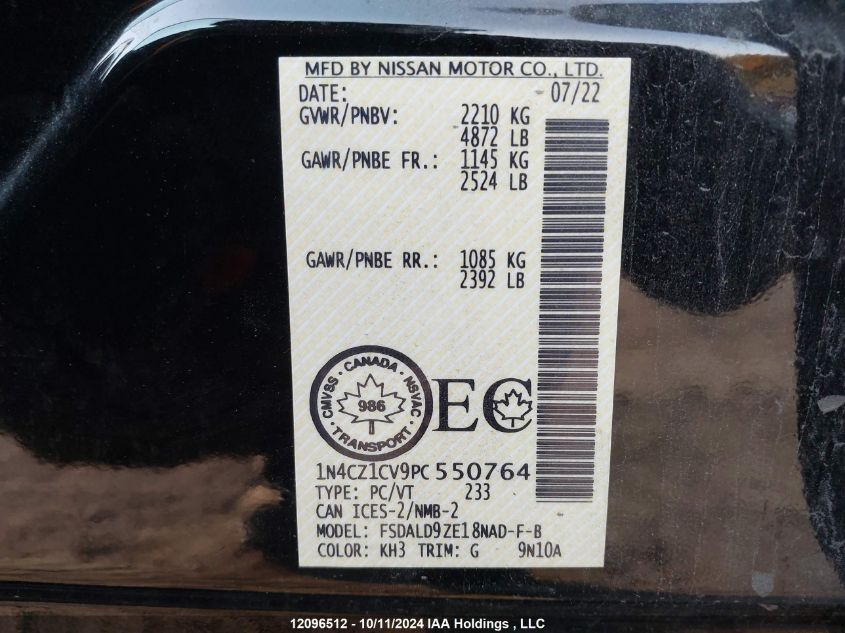 MFD BY NISSAN MOTOR CO., LTD.
DATE: 07/22
GVWR/PNBV: 2210 KG
4872 LB
GAWR/PNBE FR.: 1145 KG
2524 LB
GAWR/PNBE RR.: 1085 KG
2392 LB
CMVSS · CANADA · NSVAC
986
· TRANSPORT ·
EC
1N4CZ1CV9PC550764
TYPE: PC/VT 233
CAN ICES-2/NMB-2
MODEL: FSDALD9ZE18NAD-F-B
COLOR: KH3 TRIM: G 9N10A
12096512 - 10/11/2024 IAA Holdings , LLC